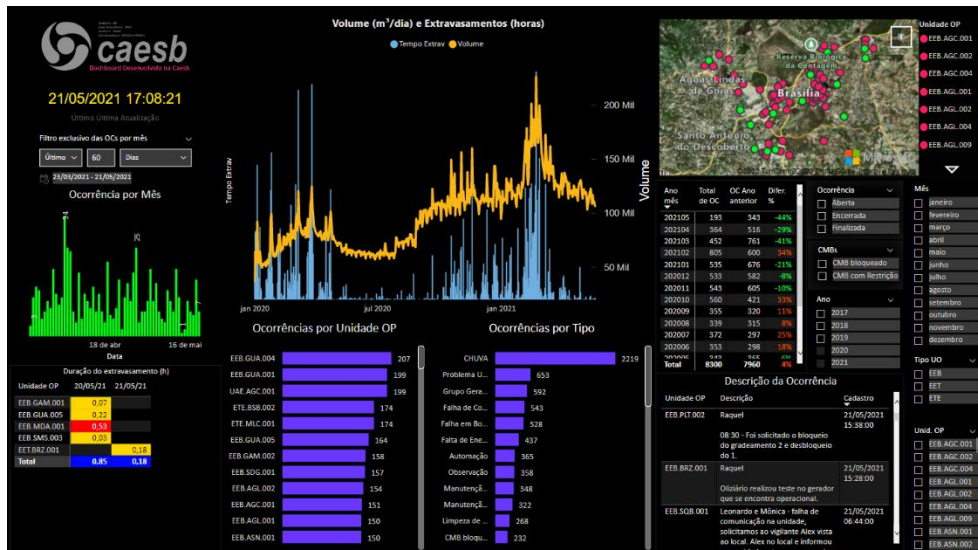 caesb
Dashboard Desenvolvido na Caesb
21/05/2021 17:08:21
Último Última Atualização
Filtro exclusivo das OCs por mês
Último 60 Dias
23/03/2021 - 21/05/2021
Ocorrência por Mês
3 34 25 1 7
18 de abr 16 de mai
Data
Duração do extravasamento (h)
Unidade OP 20/05/21 21/05/21
EEB.GAM.001 0,07
EEB.GUA.005 0,22
EEB.MDA.001 0,53
EEB.SMS.003 0,03
EET.BRZ.001 0,18
Total 0,85 0,18
Volume (m³/dia) e Extravasamentos (horas)
Tempo Extrav Volume
Tempo Extrav
200 Mil
150 Mil
100 Mil
50 Mil
Volume
jan 2020 jul 2020 jan 2021
Ocorrências por Unidade OP
EEB.GUA.004 207
EEB.GUA.001 199
UAE.AGC.001 199
ETE.BSB.002 174
ETE.MLC.001 174
EEB.GUA.005 164
EEB.GAM.002 158
EEB.SDG.001 157
EEB.AGL.002 154
EEB.AGC.001 151
EEB.AGL.001 150
EEB.ASN.001 150
Ocorrências por Tipo
CHUVA 2219
Problema U... 653
Grupo Gere... 592
Falha de Co... 543
Falha em Bo... 528
Falta de Ene... 437
Automação 365
Observação 358
Manutençã... 348
Manutençã... 322
Limpeza de ... 268
CMB bloqu... 232
Reserva Biológica
da Contagem
Águas Lindas
de Goiás
Brasília
Santo Antônio
do Descoberto
Microsoft
Unidade OP
EEB.AGC.001
EEB.AGC.002
EEB.AGC.004
EEB.AGL.001
EEB.AGL.002
EEB.AGL.004
EEB.AGL.009
Ano mês Total de OC OC Ano anterior Difer. %
202105 193 343 -44%
202104 364 516 -29%
202103 452 761 -41%
202102 805 600 34%
202101 535 676 -21%
202012 533 582 -8%
202011 543 605 -10%
202010 560 421 33%
202009 355 320 11%
202008 339 315 8%
202007 372 297 25%
202006 353 298 18%
202005 343 365 -6%
Total 8300 7960 4%
Ocorrência
Aberta
Encerrada
Finalizada
CMBs
CMB bloqueado
CMB com Restrição
Ano
2017
2018
2019
2020
2021
Mês
janeiro
fevereiro
março
abril
maio
junho
julho
agosto
setembro
outubro
novembro
dezembro
Tipo UO
EEB
EET
ETE
Unid. OP
EEB.AGC.001
EEB.AGC.002
EEB.AGC.004
EEB.AGL.001
EEB.AGL.002
EEB.AGL.004
EEB.AGL.009
EEB.ASN.001
EEB.ASN.002
Descrição da Ocorrência
Unidade OP Descrição Cadastro
EEB.PLT.002 Raquel 21/05/2021
15:38:00
08:30 - Foi solicitado o bloqueio
do gradeamento 2 e desbloqueio
do 1.
EEB.BRZ.001 Raquel 21/05/2021
15:28:00
Oliziário realizou teste no gerador
que se encontra operacional.
EEB.SQB.001 Leonardo e Mônica - falha de 21/05/2021
comunicação na unidade, 06:44:00
solicitamos ao vigilante Alex vista
ao local. Alex no local e informou